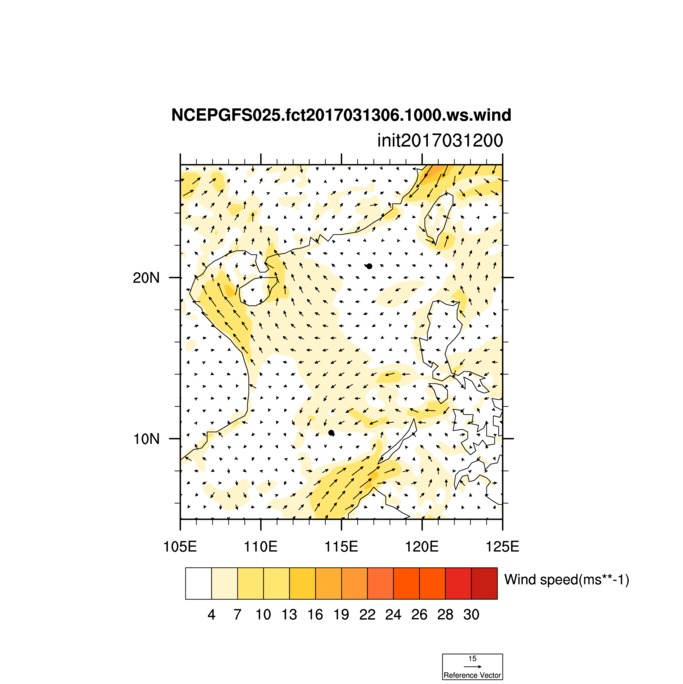 NCEPGFS025.fct2017031306.1000.ws.wind
init2017031200
20N
10N
105E 110E 115E 120E 125E
Wind speed(ms**-1)
4 7 10 13 16 19 22 24 26 28 30
15
Reference Vector